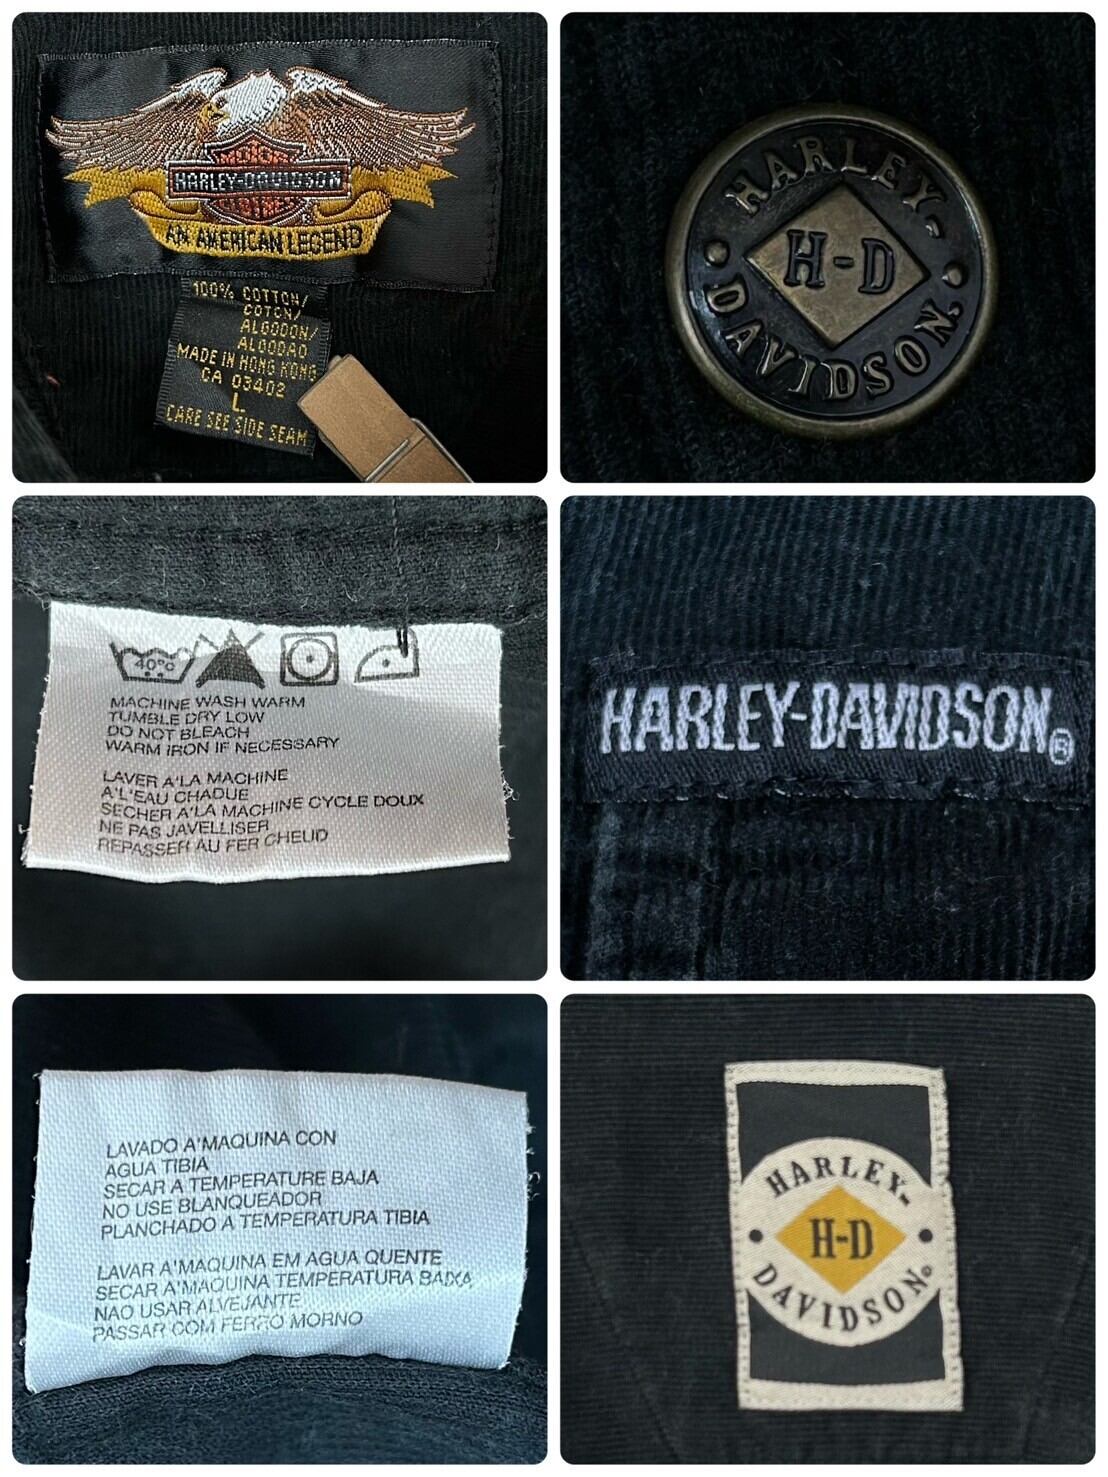 HARLEY-DAVIDSON
AN AMERICAN LEGEND
100% COTTON/
COTON/
ALGODON/
ALGODAO
MADE IN HONG KONG
CA 03402
L
CARE SEE SIDE SEAM
HARLEY-
H-D
DAVIDSON
40°C
MACHINE WASH WARM
TUMBLE DRY LOW
DO NOT BLEACH
WARM IRON IF NECESSARY
LAVER A'LA MACHINE
A'L'EAU CHADUE
SECHER A'LA MACHINE CYCLE DOUX
NE PAS JAVELLISER
REPASSER AU FER CHEUD
HARLEY-DAVIDSON®
LAVADO A'MAQUINA CON
AGUA TIBIA
SECAR A TEMPERATURE BAJA
NO USE BLANQUEADOR
PLANCHADO A TEMPERATURA TIBIA
LAVAR A'MAQUINA EM AGUA QUENTE
SECAR A'MAQUINA TEMPERATURA BAIXA
NAO USAR ALVEJANTE
PASSAR COM FERRO MORNO
HARLEY-
H-D
DAVIDSON®